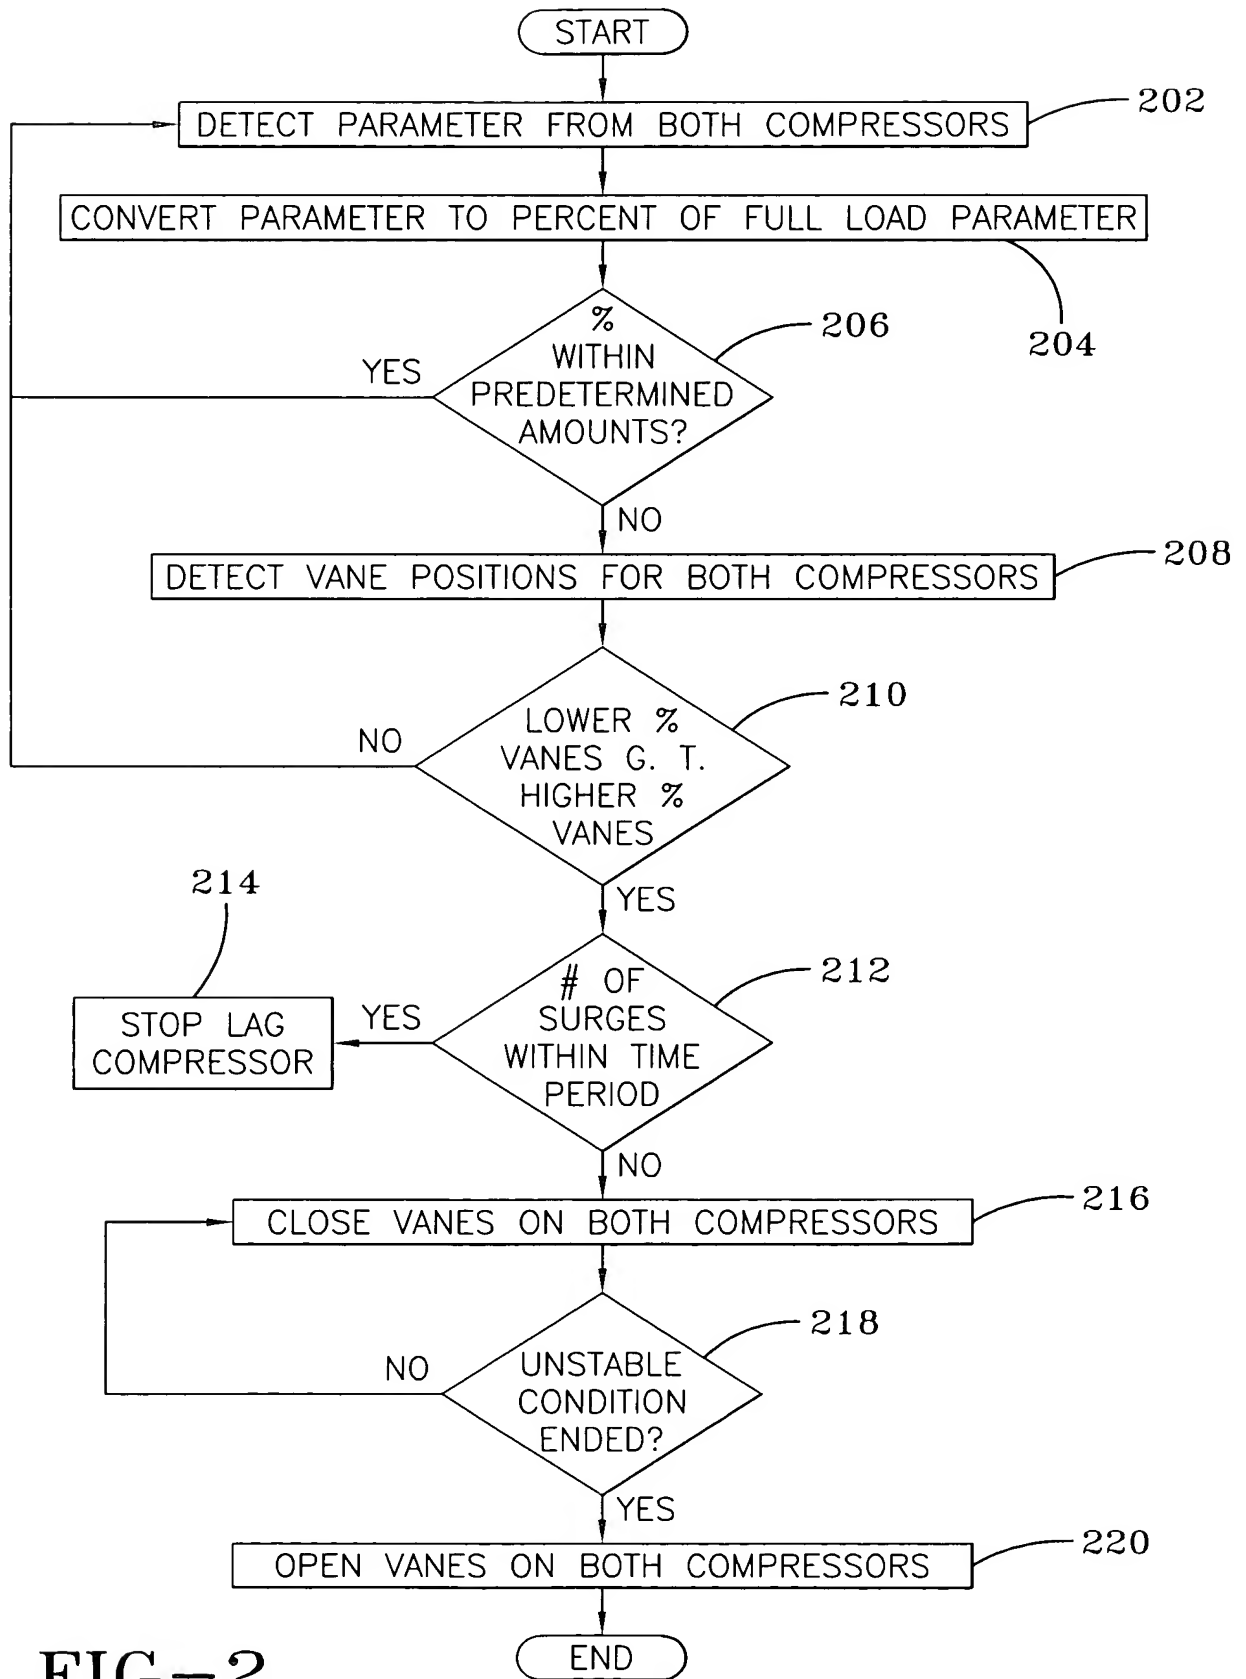 START
DETECT PARAMETER FROM BOTH COMPRESSORS
202
CONVERT PARAMETER TO PERCENT OF FULL LOAD PARAMETER
204
%
WITHIN
PREDETERMINED
AMOUNTS?
206
YES
NO
DETECT VANE POSITIONS FOR BOTH COMPRESSORS
208
LOWER %
VANES G. T.
HIGHER %
VANES
210
NO
YES
# OF
SURGES
WITHIN TIME
PERIOD
212
YES
214
STOP LAG
COMPRESSOR
NO
CLOSE VANES ON BOTH COMPRESSORS
216
UNSTABLE
CONDITION
ENDED?
218
NO
YES
OPEN VANES ON BOTH COMPRESSORS
220
END
FIG-2